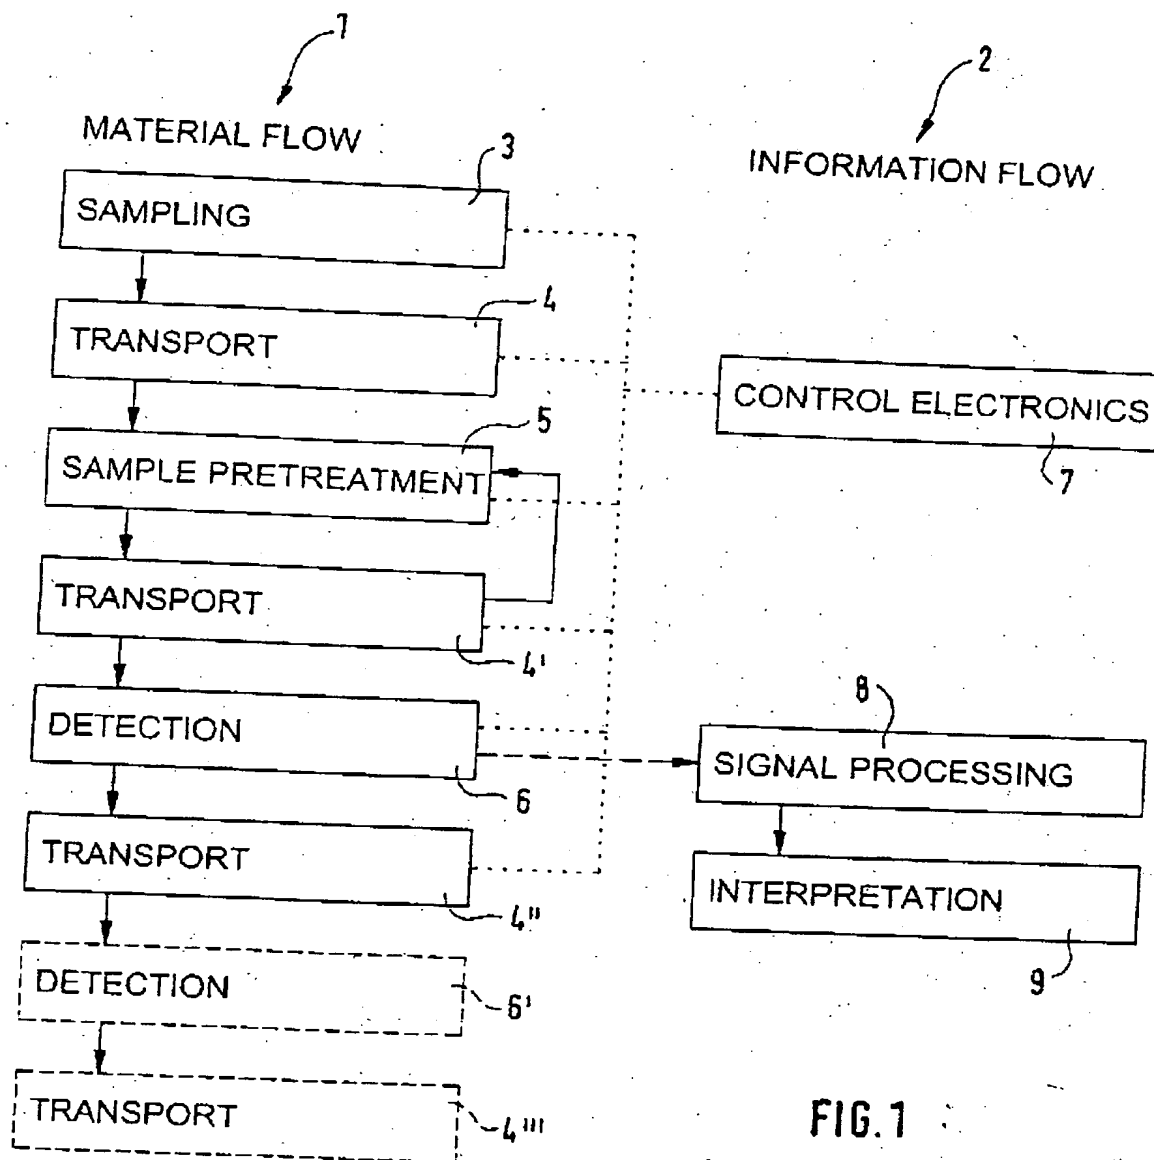 1
MATERIAL FLOW
2
INFORMATION FLOW
3
SAMPLING
4
TRANSPORT
CONTROL ELECTRONICS
7
5
SAMPLE PRETREATMENT
TRANSPORT
4'
DETECTION
6
8
SIGNAL PROCESSING
TRANSPORT
4''
INTERPRETATION
9
DETECTION
6'
TRANSPORT
4'''
FIG.1